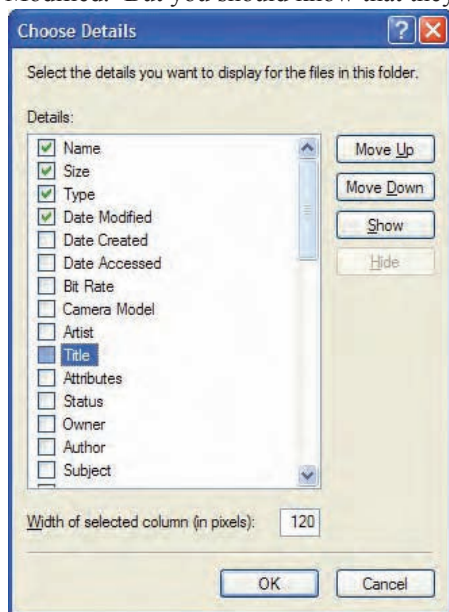 Modified. But you should know that they
Choose Details
Select the details you want to display for the files in this folder.
Details:
Name
Size
Type
Date Modified
Date Created
Date Accessed
Bit Rate
Camera Model
Artist
Title
Attributes
Status
Owner
Author
Subject
Move Up
Move Down
Show
Hide
Width of selected column (in pixels): 120
OK Cancel